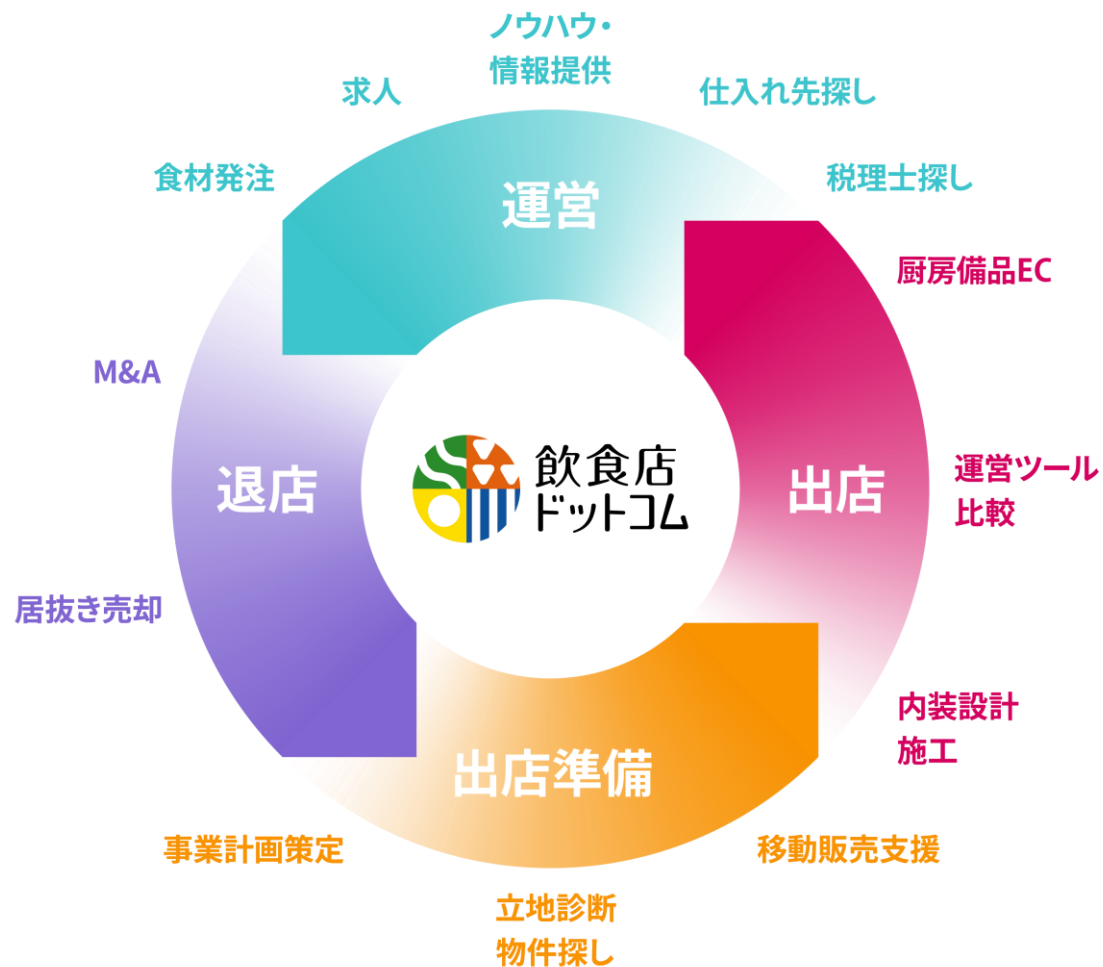 ノウハウ・
情報提供
求人
仕入れ先探し
食材発注
税理士探し
運営
厨房備品EC
M&A
飲食店
ドットコム
退店
出店
運営ツール
比較
居抜き売却
内装設計
施工
出店準備
事業計画策定
移動販売支援
立地診断
物件探し